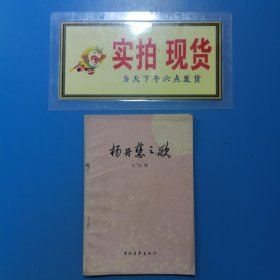 实拍 现货
当天下午六点发货
杨开慧之歌
中国青年出版社